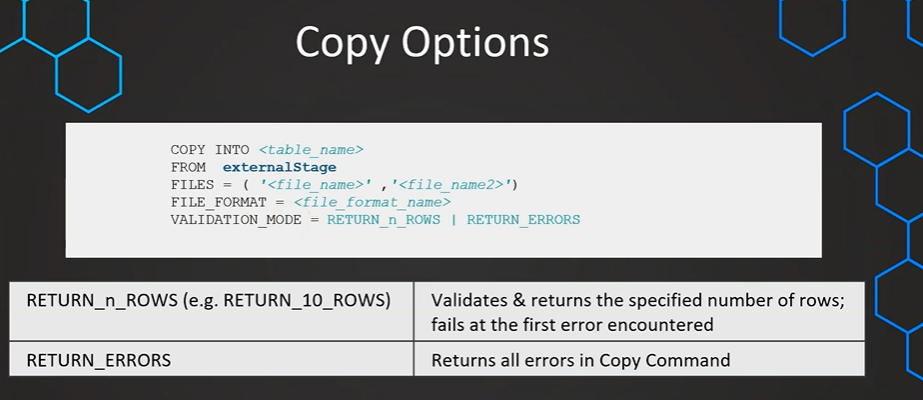 Copy Options
COPY INTO <table_name>
FROM externalStage
FILES = ( '<file_name>' ,'<file_name2>')
FILE_FORMAT = <file_format_name>
VALIDATION_MODE = RETURN_n_ROWS | RETURN_ERRORS
RETURN_n_ROWS (e.g. RETURN_10_ROWS)
Validates & returns the specified number of rows;
fails at the first error encountered
RETURN_ERRORS
Returns all errors in Copy Command